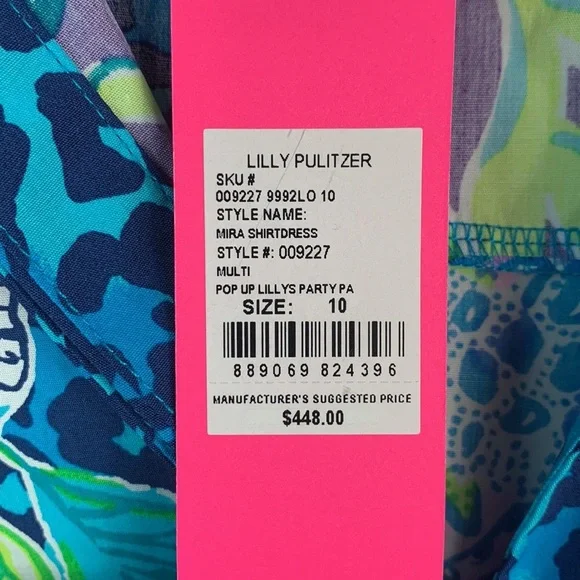 LILLY PULITZER
SKU #
009227 9992LO 10
STYLE NAME:
MIRA SHIRTDRESS
STYLE #: 009227
MULTI
POP UP LILLYS PARTY PA
SIZE: 10
889069 824396
MANUFACTURER'S SUGGESTED PRICE
$448.00